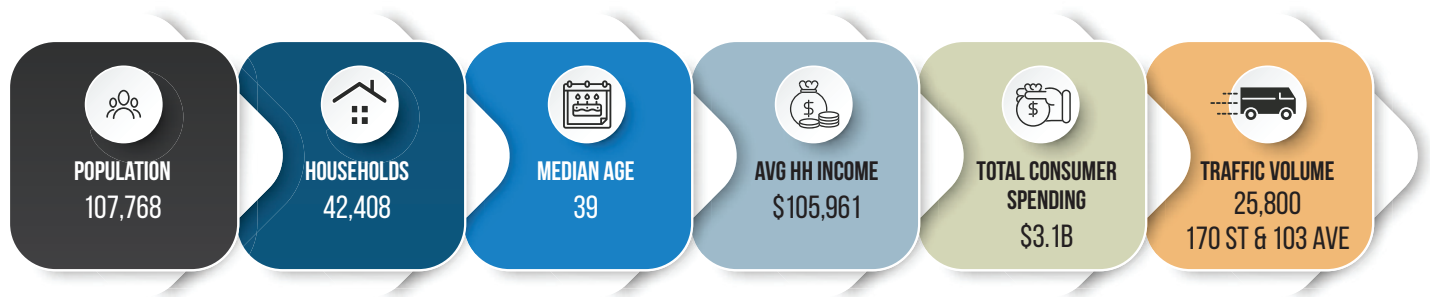 POPULATION
107,768
HOUSEHOLDS
42,408
MEDIAN AGE
39
AVG HH INCOME
$105,961
$
TOTAL CONSUMER
SPENDING
$3.1B
$
TRAFFIC VOLUME
25,800
170 ST & 103 AVE